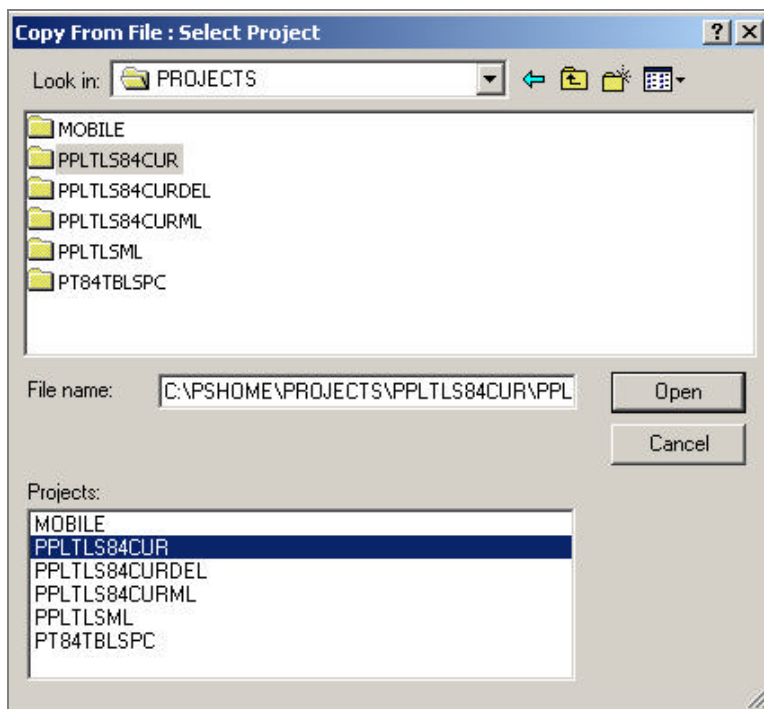 Copy From File : Select Project
Look in: PROJECTS
MOBILE
PPLTLS84CUR
PPLTLS84CURDEL
PPLTLS84CURML
PPLTLSML
PT84TBLSPC
File name: C:\PSHOME\PROJECTS\PPLTLS84CUR\PPL Open
Cancel
Projects:
MOBILE
PPLTLS84CUR
PPLTLS84CURDEL
PPLTLS84CURML
PPLTLSML
PT84TBLSPC